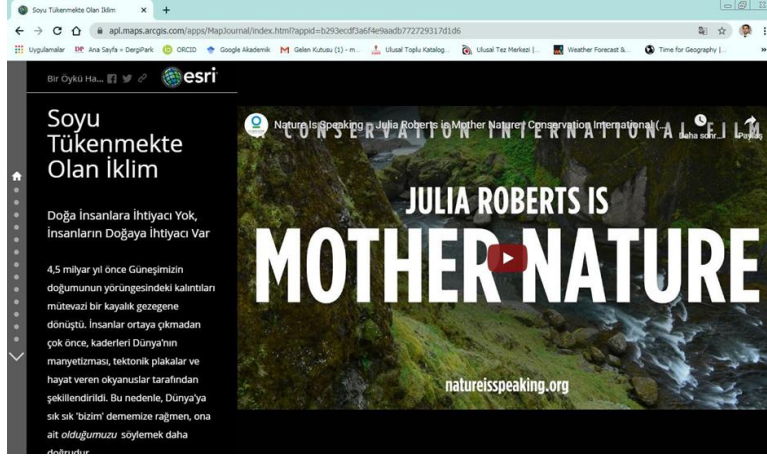 Soyu Tükenmekte Olan İklim
apl.maps.arcgis.com/apps/MapJournal/index.html?appid=b293ecdf3a6f4e9aadb772729317d1d6
Uygulamalar DP Ana Sayfa » DergiPark ORCID Google Akademik Gelen Kutusu (1) - m... Ulusal Toplu Katalog... Ulusal Tez Merkezi |... Weather Forecast &... Time for Geography |... »
Bir Öykü Ha... esri
Soyu
Tükenmekte
Olan İklim
Doğa İnsanlara İhtiyacı Yok,
İnsanların Doğaya İhtiyacı Var
4,5 milyar yıl önce Güneşimizin
doğumunun yörüngesindeki kalıntıları
mütevazi bir kayalık gezegene
dönüştü. İnsanlar ortaya çıkmadan
çok önce, kaderleri Dünya'nın
manyetizması, tektonik plakalar ve
hayat veren okyanuslar tarafından
şekillendirildi. Bu nedenle, Dünya'ya
sık sık 'bizim' dememize rağmen, ona
ait olduğumuzu söylemek daha
doğrudur.
Nature Is Speaking – Julia Roberts is Mother Nature | Conservation International (...
Daha sonr... Paylaş
A CONSERVATION INTERNATIONAL FILM
JULIA ROBERTS IS
MOTHER NATURE
natureisspeaking.org